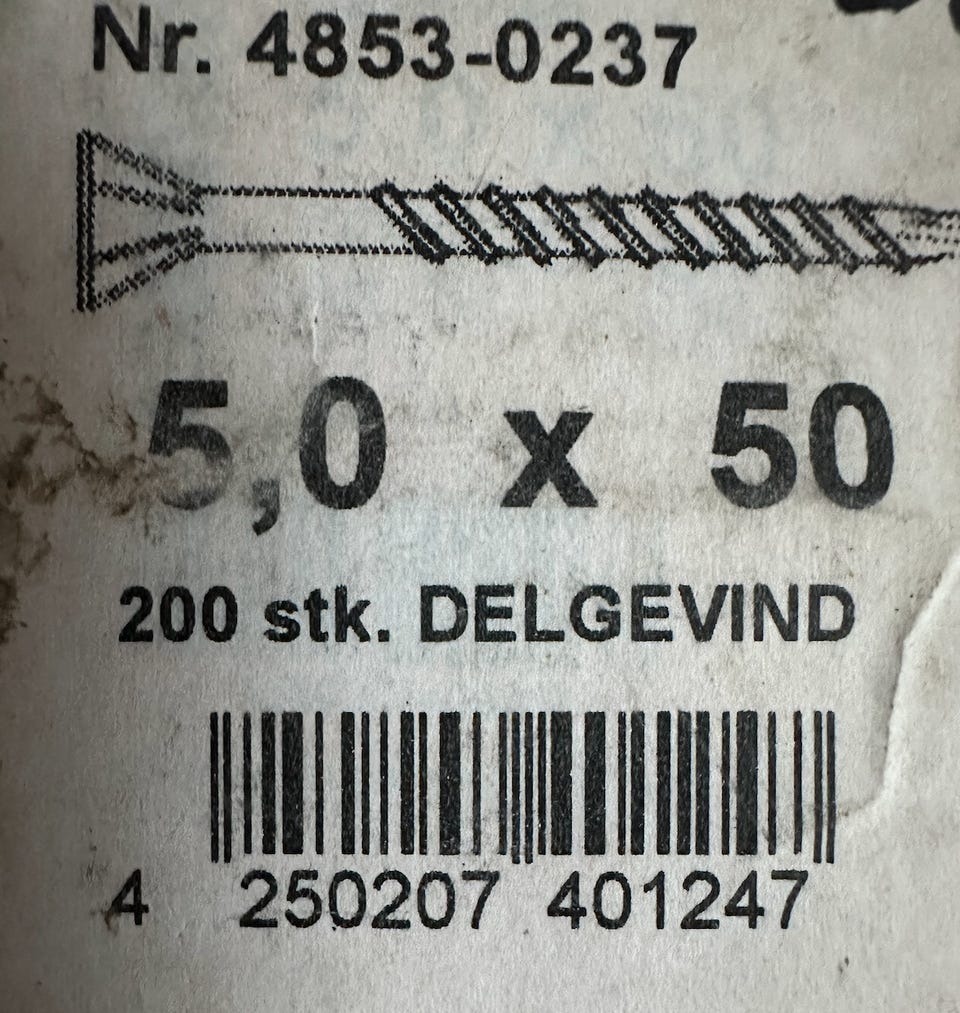 Nr. 4853-0237
5,0 x 50
200 stk. DELGEVIND
4 250207 401247